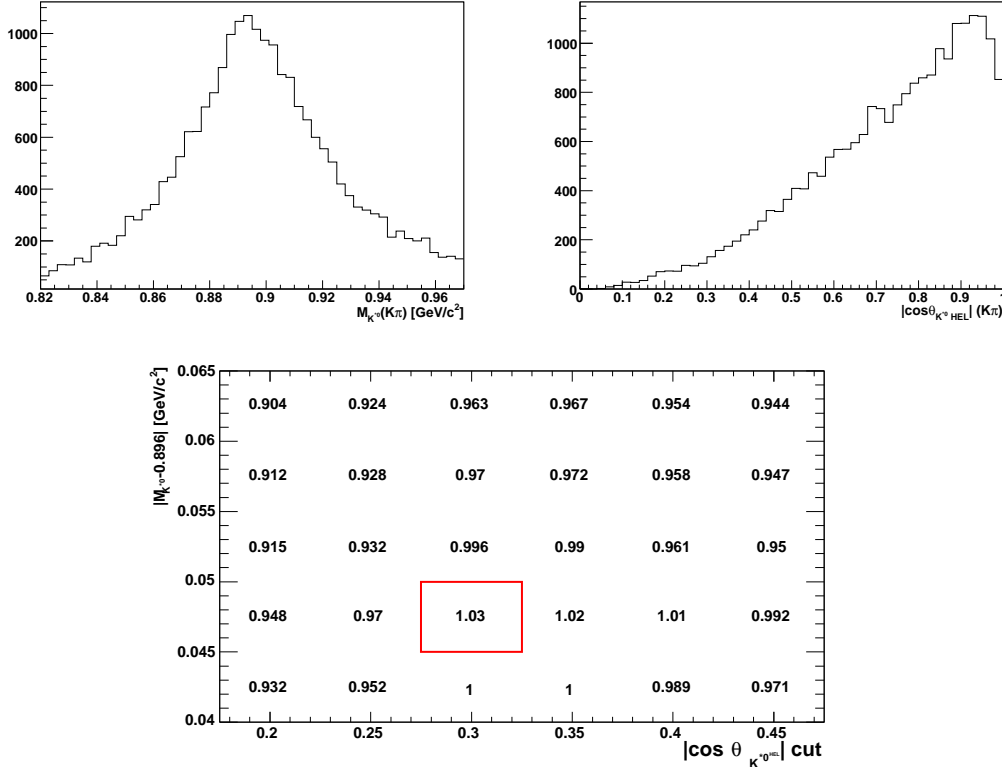 1000
800
600
400
200
0.82 0.84 0.86 0.88 0.9 0.92 0.94 0.96
M_K*0(Kπ) [GeV/c²]
1000
800
600
400
200
0
0 0.1 0.2 0.3 0.4 0.5 0.6 0.7 0.8 0.9 1
|cosθ_K*0 HEL| (Kπ)
|M_K*0-0.896| [GeV/c²]
0.065
0.904 0.924 0.963 0.967 0.954 0.944
0.06
0.912 0.928 0.97 0.972 0.958 0.947
0.055
0.915 0.932 0.996 0.99 0.961 0.95
0.05
0.948 0.97 1.03 1.02 1.01 0.992
0.045
0.932 0.952 1 1 0.989 0.971
0.04
0.2 0.25 0.3 0.35 0.4 0.45
|cos θ K*0 HEL| cut